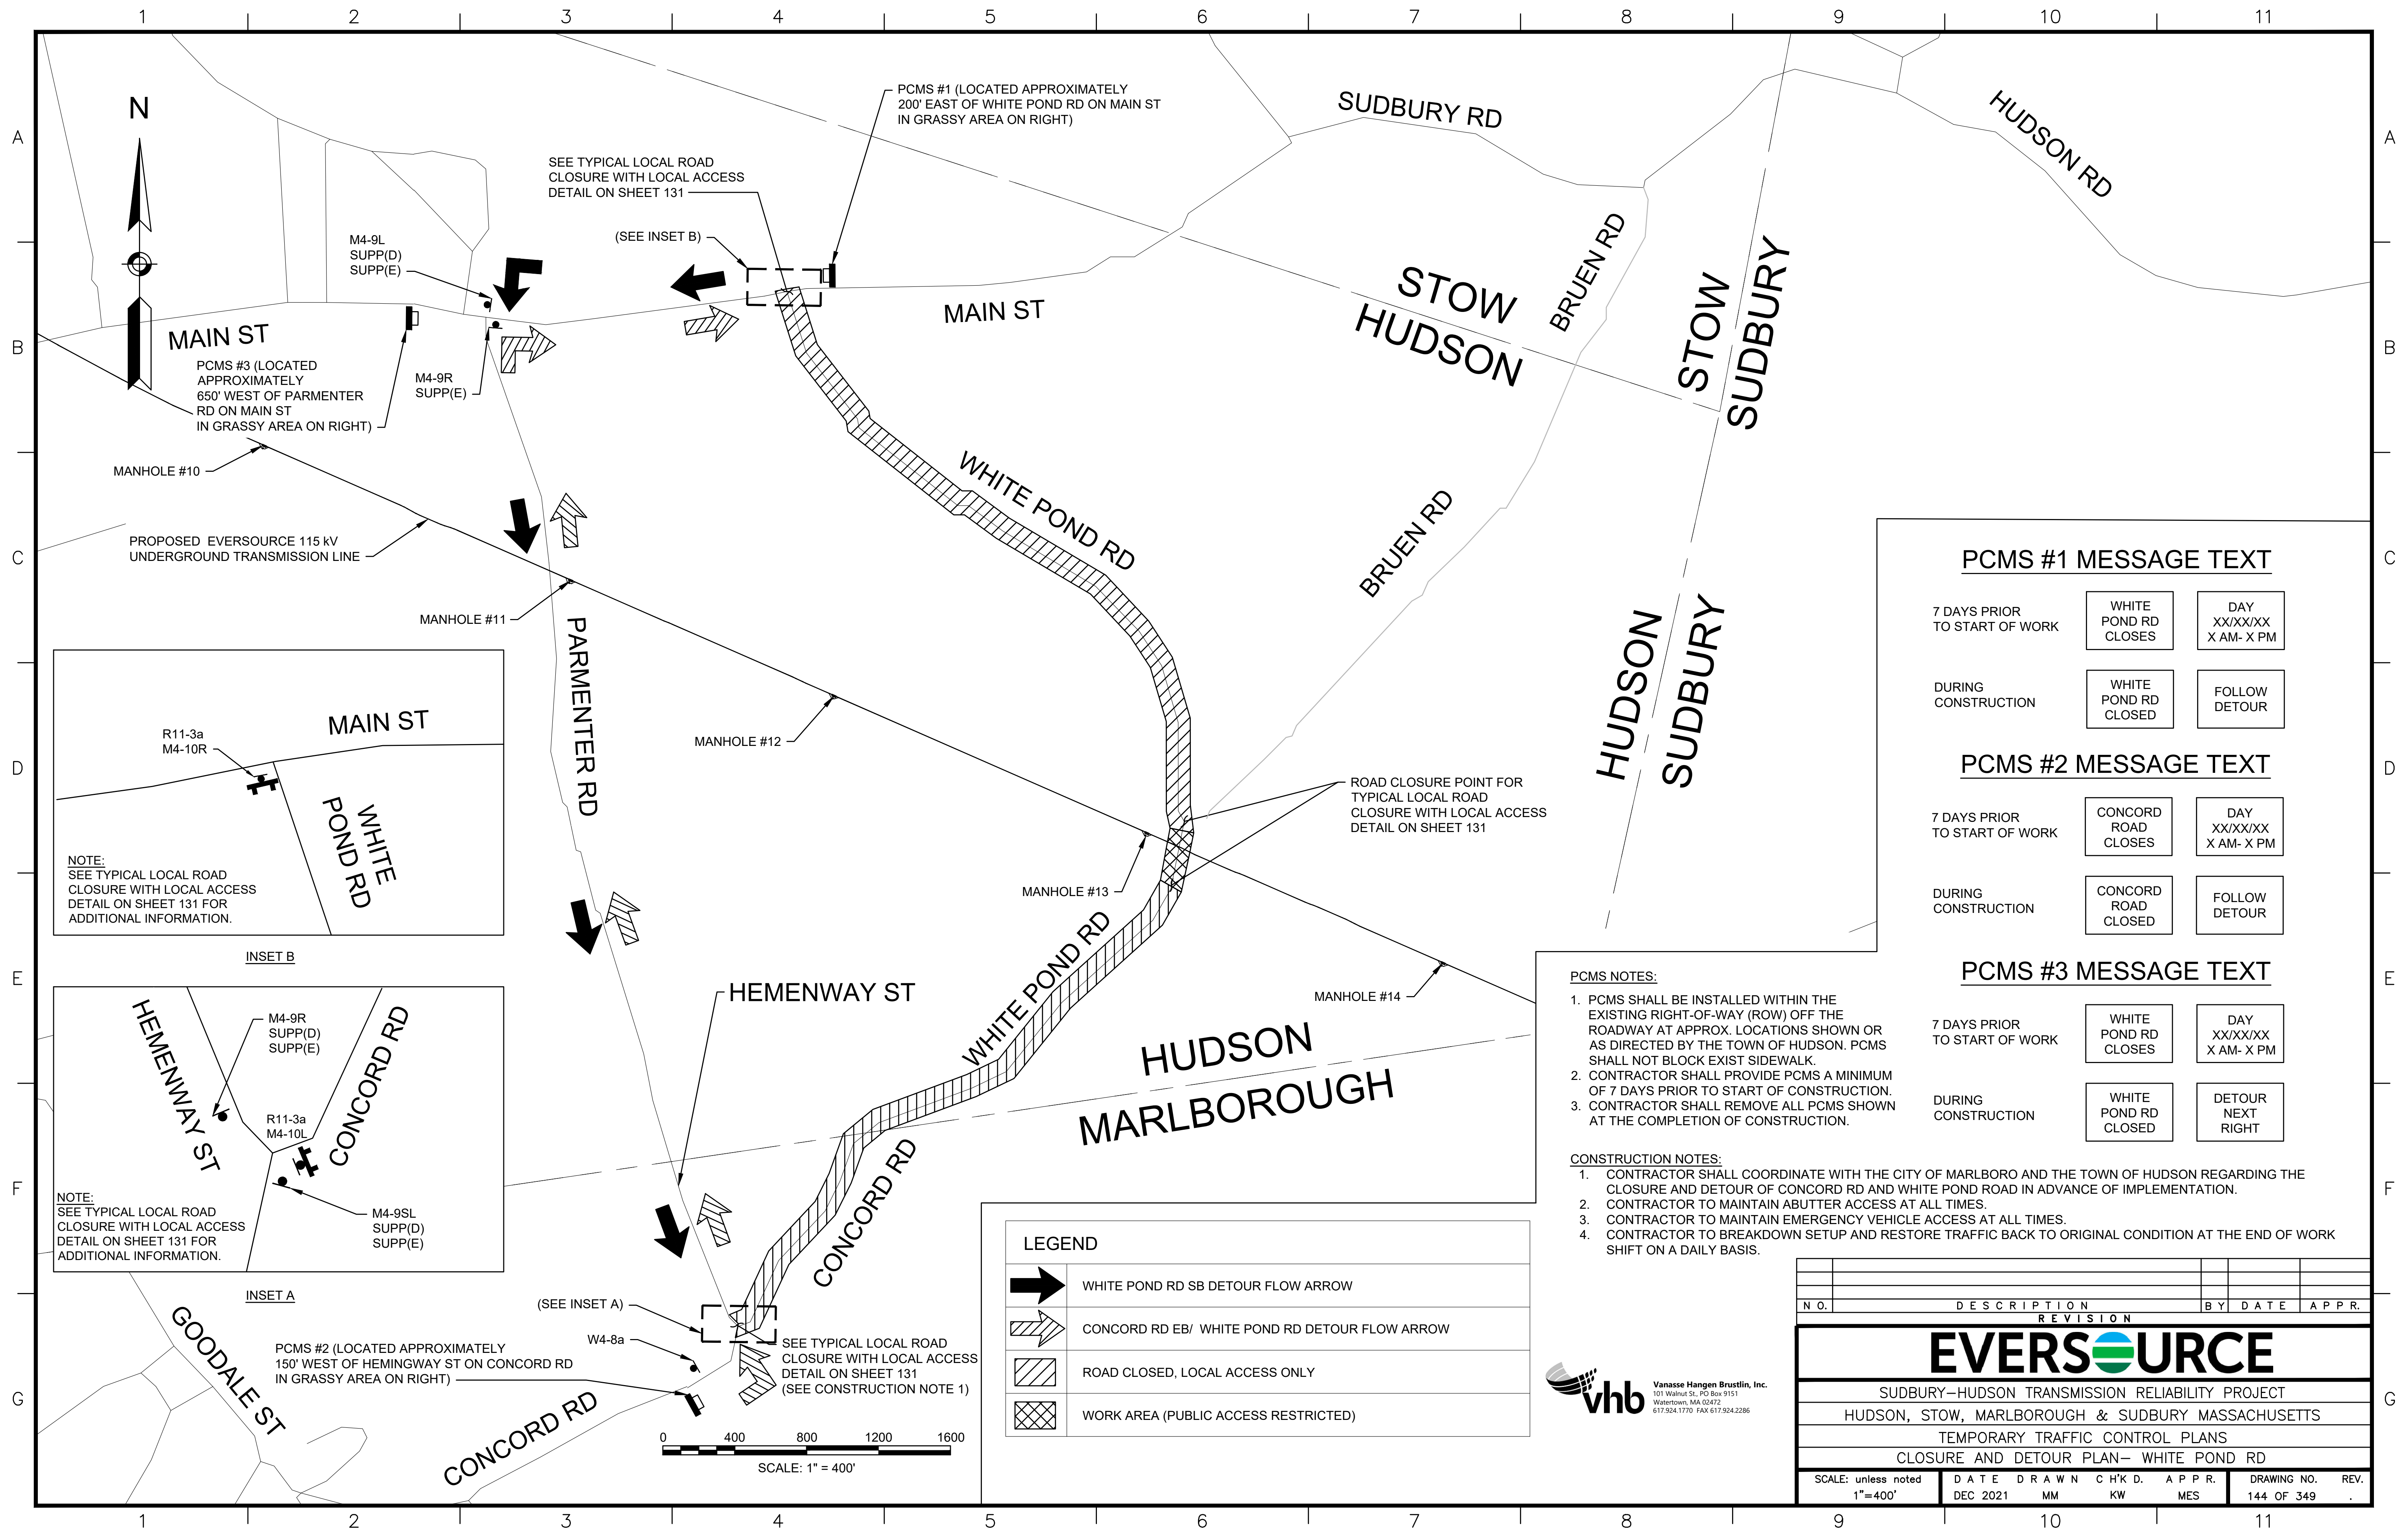 1 2 3 4 5 6 7 8 9 10 11
A
B
C
D
E
F
G
A
B
C
D
E
F
G
N
PCMS #1 (LOCATED APPROXIMATELY
200' EAST OF WHITE POND RD ON MAIN ST
IN GRASSY AREA ON RIGHT)
SUDBURY RD
HUDSON RD
SEE TYPICAL LOCAL ROAD
CLOSURE WITH LOCAL ACCESS
DETAIL ON SHEET 131
(SEE INSET B)
M4-9L
SUPP(D)
SUPP(E)
MAIN ST
MAIN ST
STOW
HUDSON
BRUEN RD
STOW
SUDBURY
PCMS #3 (LOCATED
APPROXIMATELY
650' WEST OF PARMENTER
RD ON MAIN ST
IN GRASSY AREA ON RIGHT)
M4-9R
SUPP(E)
MANHOLE #10
WHITE POND RD
BRUEN RD
PROPOSED EVERSOURCE 115 kV
UNDERGROUND TRANSMISSION LINE
MANHOLE #11
PARMENTER RD
HUDSON
SUDBURY
MANHOLE #12
ROAD CLOSURE POINT FOR
TYPICAL LOCAL ROAD
CLOSURE WITH LOCAL ACCESS
DETAIL ON SHEET 131
MANHOLE #13
WHITE POND RD
MANHOLE #14
HEMENWAY ST
HUDSON
MARLBOROUGH
CONCORD RD
R11-3a
M4-10R
MAIN ST
WHITE
POND RD
NOTE:
SEE TYPICAL LOCAL ROAD
CLOSURE WITH LOCAL ACCESS
DETAIL ON SHEET 131 FOR
ADDITIONAL INFORMATION.
INSET B
HEMENWAY ST
M4-9R
SUPP(D)
SUPP(E)
CONCORD RD
R11-3a
M4-10L
NOTE:
SEE TYPICAL LOCAL ROAD
CLOSURE WITH LOCAL ACCESS
DETAIL ON SHEET 131 FOR
ADDITIONAL INFORMATION.
M4-9SL
SUPP(D)
SUPP(E)
INSET A
GOODALE ST
(SEE INSET A)
W4-8a
PCMS #2 (LOCATED APPROXIMATELY
150' WEST OF HEMINGWAY ST ON CONCORD RD
IN GRASSY AREA ON RIGHT)
SEE TYPICAL LOCAL ROAD
CLOSURE WITH LOCAL ACCESS
DETAIL ON SHEET 131
(SEE CONSTRUCTION NOTE 1)
CONCORD RD
0 400 800 1200 1600
SCALE: 1" = 400'
PCMS #1 MESSAGE TEXT
7 DAYS PRIOR
TO START OF WORK
WHITE
POND RD
CLOSES
DAY
XX/XX/XX
X AM- X PM
DURING
CONSTRUCTION
WHITE
POND RD
CLOSED
FOLLOW
DETOUR
PCMS #2 MESSAGE TEXT
7 DAYS PRIOR
TO START OF WORK
CONCORD
ROAD
CLOSES
DAY
XX/XX/XX
X AM- X PM
DURING
CONSTRUCTION
CONCORD
ROAD
CLOSED
FOLLOW
DETOUR
PCMS #3 MESSAGE TEXT
7 DAYS PRIOR
TO START OF WORK
WHITE
POND RD
CLOSES
DAY
XX/XX/XX
X AM- X PM
DURING
CONSTRUCTION
WHITE
POND RD
CLOSED
DETOUR
NEXT
RIGHT
PCMS NOTES:
1. PCMS SHALL BE INSTALLED WITHIN THE
EXISTING RIGHT-OF-WAY (ROW) OFF THE
ROADWAY AT APPROX. LOCATIONS SHOWN OR
AS DIRECTED BY THE TOWN OF HUDSON. PCMS
SHALL NOT BLOCK EXIST SIDEWALK.
2. CONTRACTOR SHALL PROVIDE PCMS A MINIMUM
OF 7 DAYS PRIOR TO START OF CONSTRUCTION.
3. CONTRACTOR SHALL REMOVE ALL PCMS SHOWN
AT THE COMPLETION OF CONSTRUCTION.
CONSTRUCTION NOTES:
1. CONTRACTOR SHALL COORDINATE WITH THE CITY OF MARLBORO AND THE TOWN OF HUDSON REGARDING THE
CLOSURE AND DETOUR OF CONCORD RD AND WHITE POND ROAD IN ADVANCE OF IMPLEMENTATION.
2. CONTRACTOR TO MAINTAIN ABUTTER ACCESS AT ALL TIMES.
3. CONTRACTOR TO MAINTAIN EMERGENCY VEHICLE ACCESS AT ALL TIMES.
4. CONTRACTOR TO BREAKDOWN SETUP AND RESTORE TRAFFIC BACK TO ORIGINAL CONDITION AT THE END OF WORK
SHIFT ON A DAILY BASIS.
LEGEND
WHITE POND RD SB DETOUR FLOW ARROW
CONCORD RD EB/ WHITE POND RD DETOUR FLOW ARROW
ROAD CLOSED, LOCAL ACCESS ONLY
WORK AREA (PUBLIC ACCESS RESTRICTED)
vhb
Vanasse Hangen Brustlin, Inc.
101 Walnut St., PO Box 9151
Watertown, MA 02472
617.924.1770 FAX 617.924.2286
NO. DESCRIPTION BY DATE APPR.
REVISION
EVERSOURCE
SUDBURY-HUDSON TRANSMISSION RELIABILITY PROJECT
HUDSON, STOW, MARLBOROUGH & SUDBURY MASSACHUSETTS
TEMPORARY TRAFFIC CONTROL PLANS
CLOSURE AND DETOUR PLAN- WHITE POND RD
SCALE: unless noted DATE DRAWN CH'K D. APPR. DRAWING NO. REV.
1"=400' DEC 2021 MM KW MES 144 OF 349 .
1 2 3 4 5 6 7 8 9 10 11